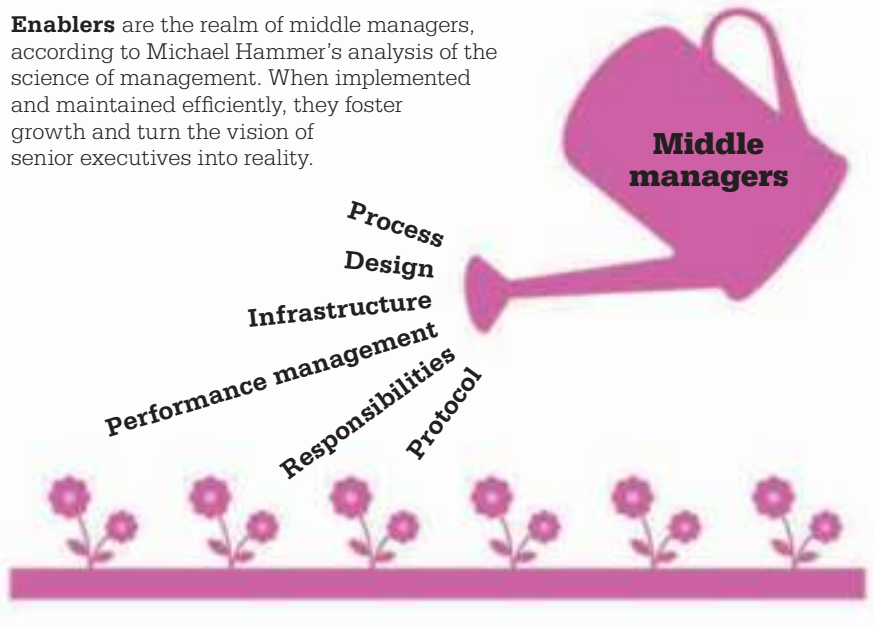 Enablers are the realm of middle managers,
according to Michael Hammer’s analysis of the
science of management. When implemented
and maintained efficiently, they foster
growth and turn the vision of
senior executives into reality.
Middle
managers
Process
Design
Infrastructure
Performance management
Responsibilities
Protocol